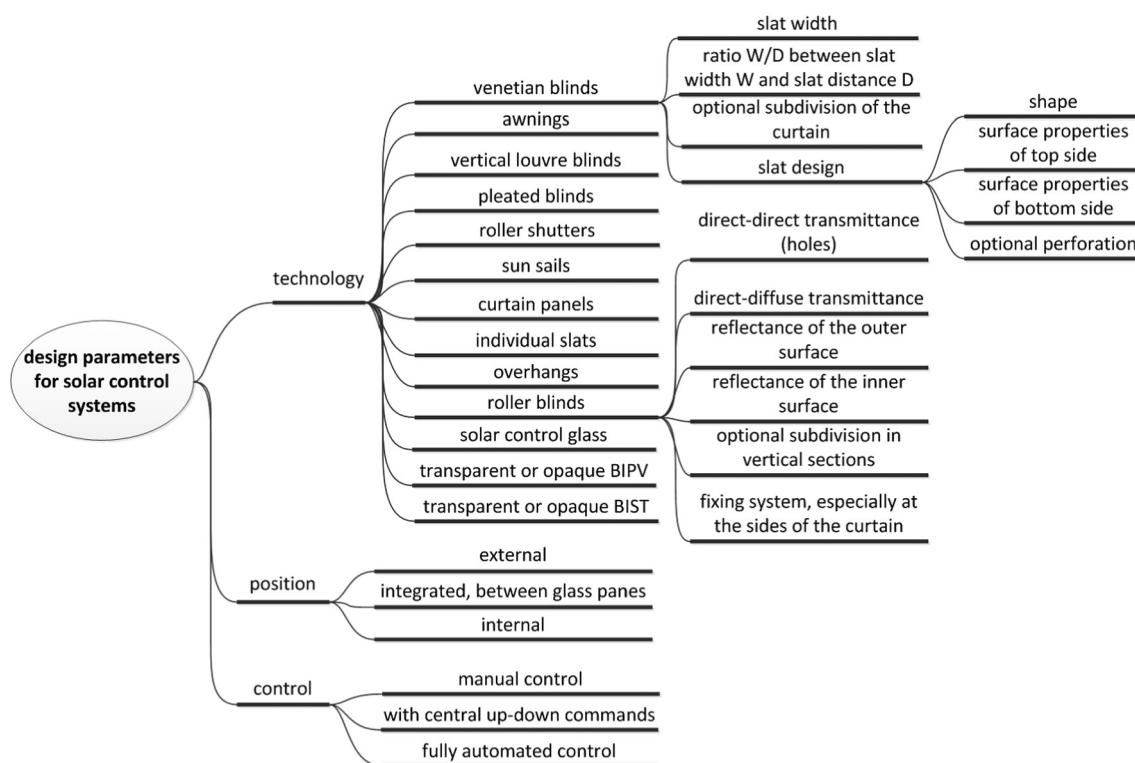 design parameters
for solar control
systems
technology
venetian blinds
slat width
ratio W/D between slat
width W and slat distance D
optional subdivision of the
curtain
slat design
shape
surface properties
of top side
surface properties
of bottom side
optional perforation
awnings
vertical louvre blinds
pleated blinds
roller shutters
sun sails
curtain panels
individual slats
overhangs
roller blinds
direct-direct transmittance
(holes)
direct-diffuse transmittance
reflectance of the outer
surface
reflectance of the inner
surface
optional subdivision in
vertical sections
fixing system, especially at
the sides of the curtain
solar control glass
transparent or opaque BIPV
transparent or opaque BIST
position
external
integrated, between glass panes
internal
control
manual control
with central up-down commands
fully automated control